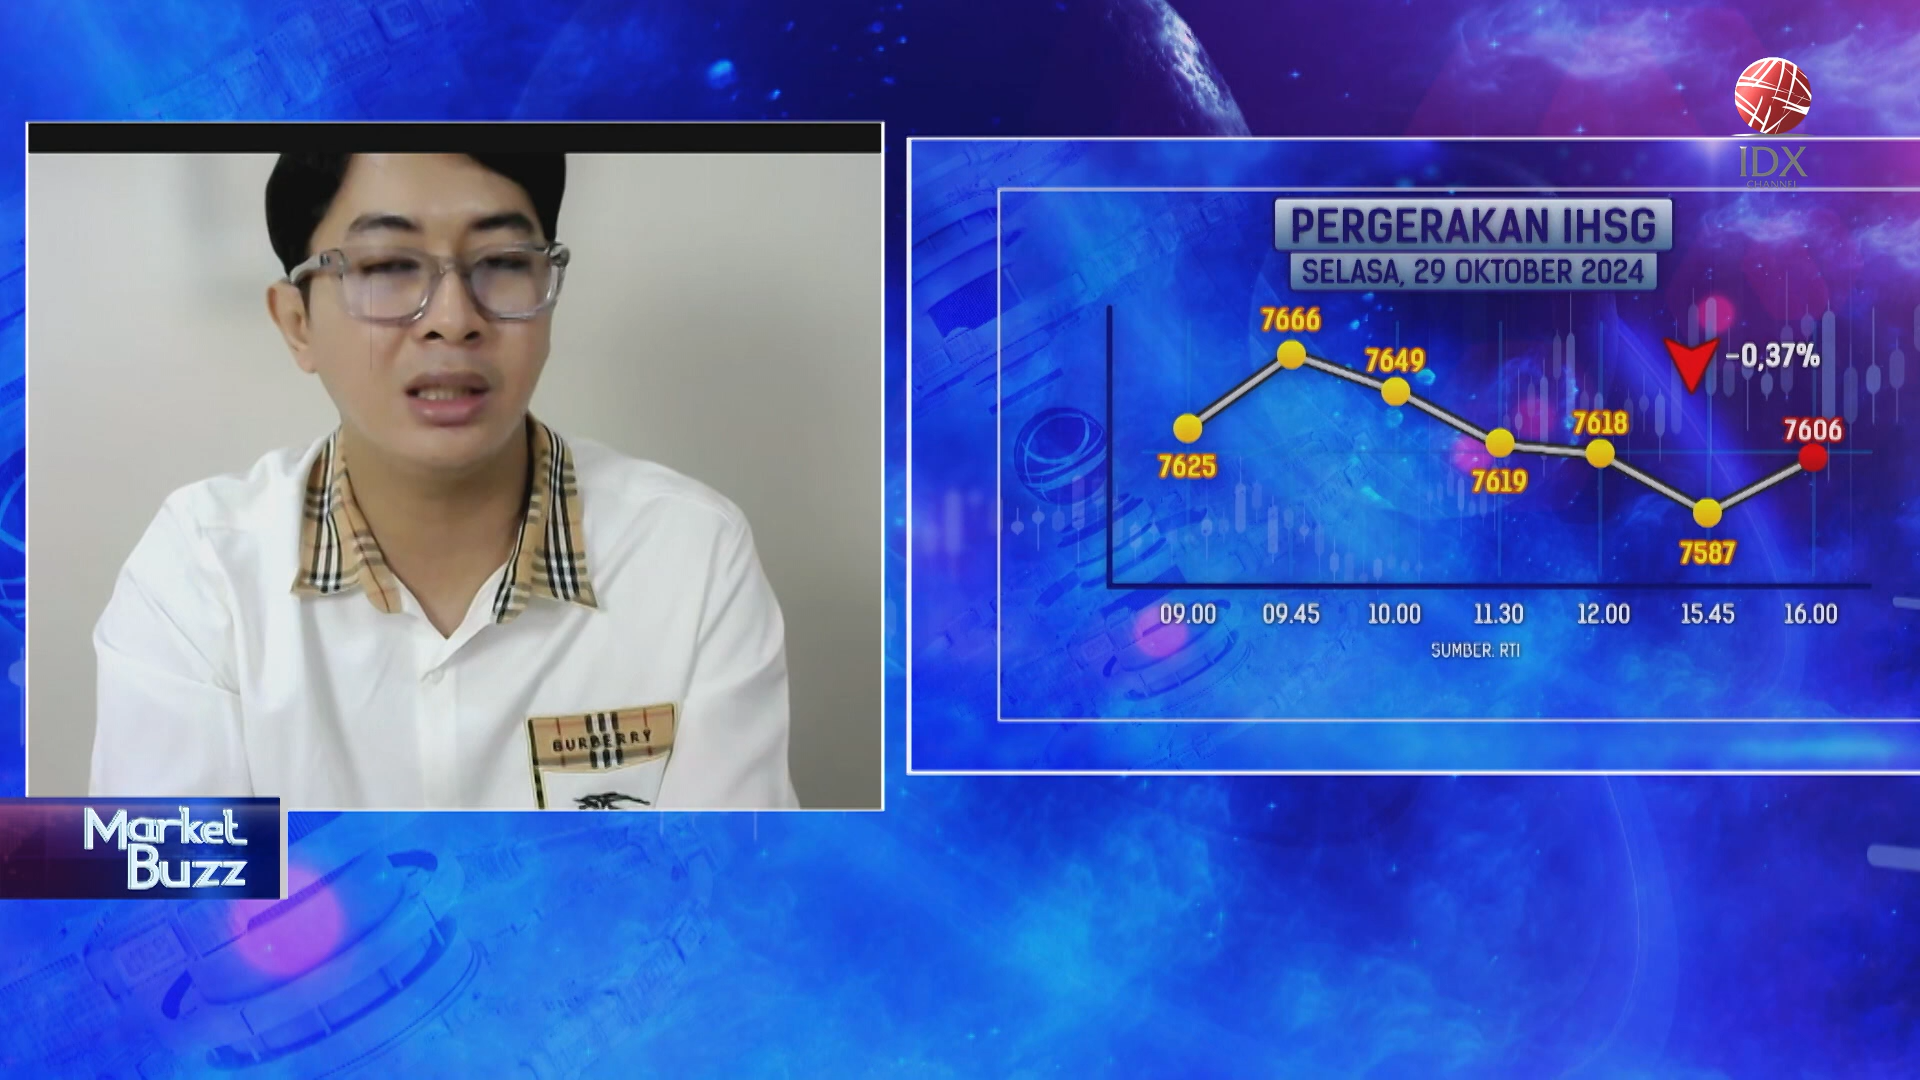 IDX
CHANNEL
PERGERAKAN IHSG
SELASA, 29 OKTOBER 2024
7666
7649
-0,37%
7625
7619
7618
7606
7587
09.00 09.45 10.00 11.30 12.00 15.45 16.00
SUMBER: RTI
BURBERRY
Market
Buzz